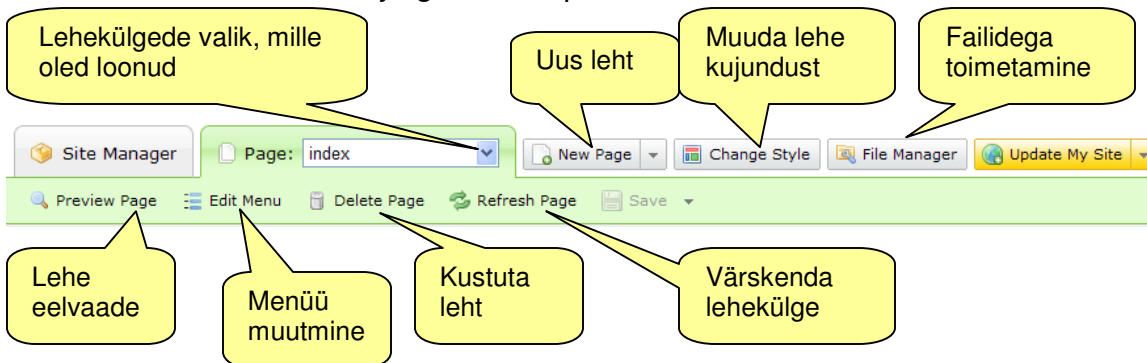 Lehekülgede valik, mille
oled loonud
Uus leht
Muuda lehe
kujundust
Failidega
toimetamine
Site Manager
Page: index
New Page
Change Style
File Manager
Update My Site
Preview Page
Edit Menu
Delete Page
Refresh Page
Save
Lehe
eelvaade
Menüü
muutmine
Kustuta
leht
Värskenda
lehekülge